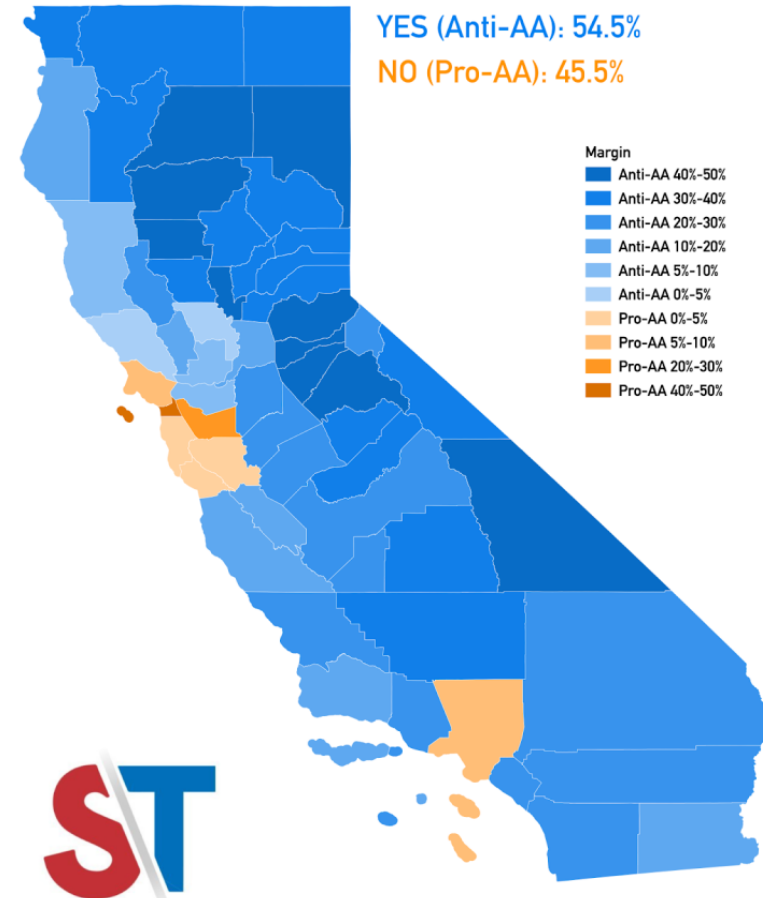 YES (Anti-AA): 54.5%
NO (Pro-AA): 45.5%
Margin
Anti-AA 40%-50%
Anti-AA 30%-40%
Anti-AA 20%-30%
Anti-AA 10%-20%
Anti-AA 5%-10%
Anti-AA 0%-5%
Pro-AA 0%-5%
Pro-AA 5%-10%
Pro-AA 20%-30%
Pro-AA 40%-50%
S T